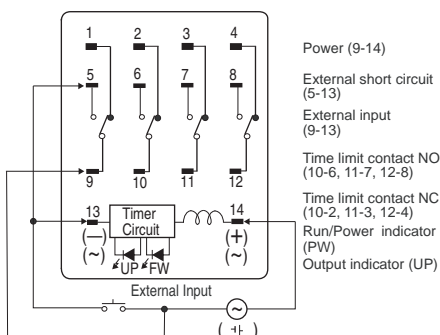 1 2 3 4
5 6 7 8
9 10 11 12
13 Timer Circuit 14
(—) (+)
(~) UP FW (~)
External Input
~
Power (9-14)
External short circuit
(5-13)
External input
(9-13)
Time limit contact NO
(10-6, 11-7, 12-8)
Time limit contact NC
(10-2, 11-3, 12-4)
Run/Power indicator
(PW)
Output indicator (UP)